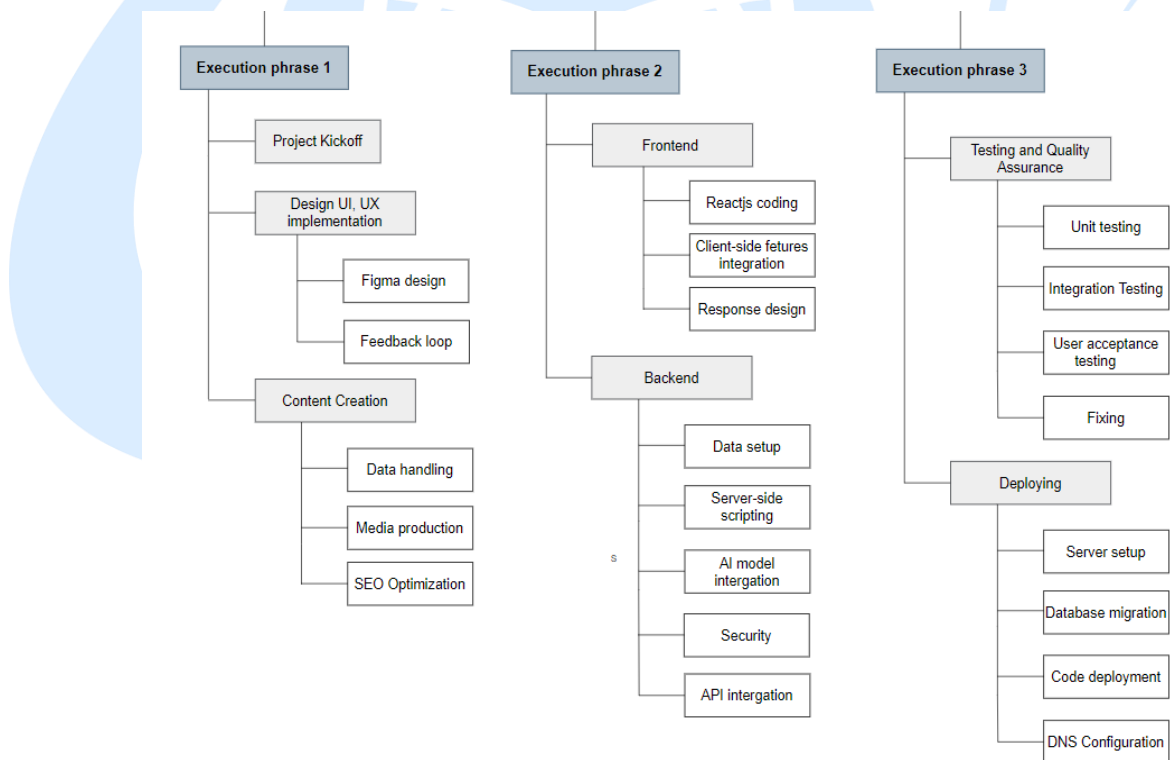 Execution phrase 1
Project Kickoff
Design UI, UX
implementation
Figma design
Feedback loop
Content Creation
Data handling
Media production
SEO Optimization
Execution phrase 2
Frontend
Reactjs coding
Client-side fetures
integration
Response design
Backend
Data setup
Server-side
scripting
s
AI model
intergation
Security
API intergation
Execution phrase 3
Testing and Quality
Assurance
Unit testing
Integration Testing
User acceptance
testing
Fixing
Deploying
Server setup
Database migration
Code deployment
DNS Configuration